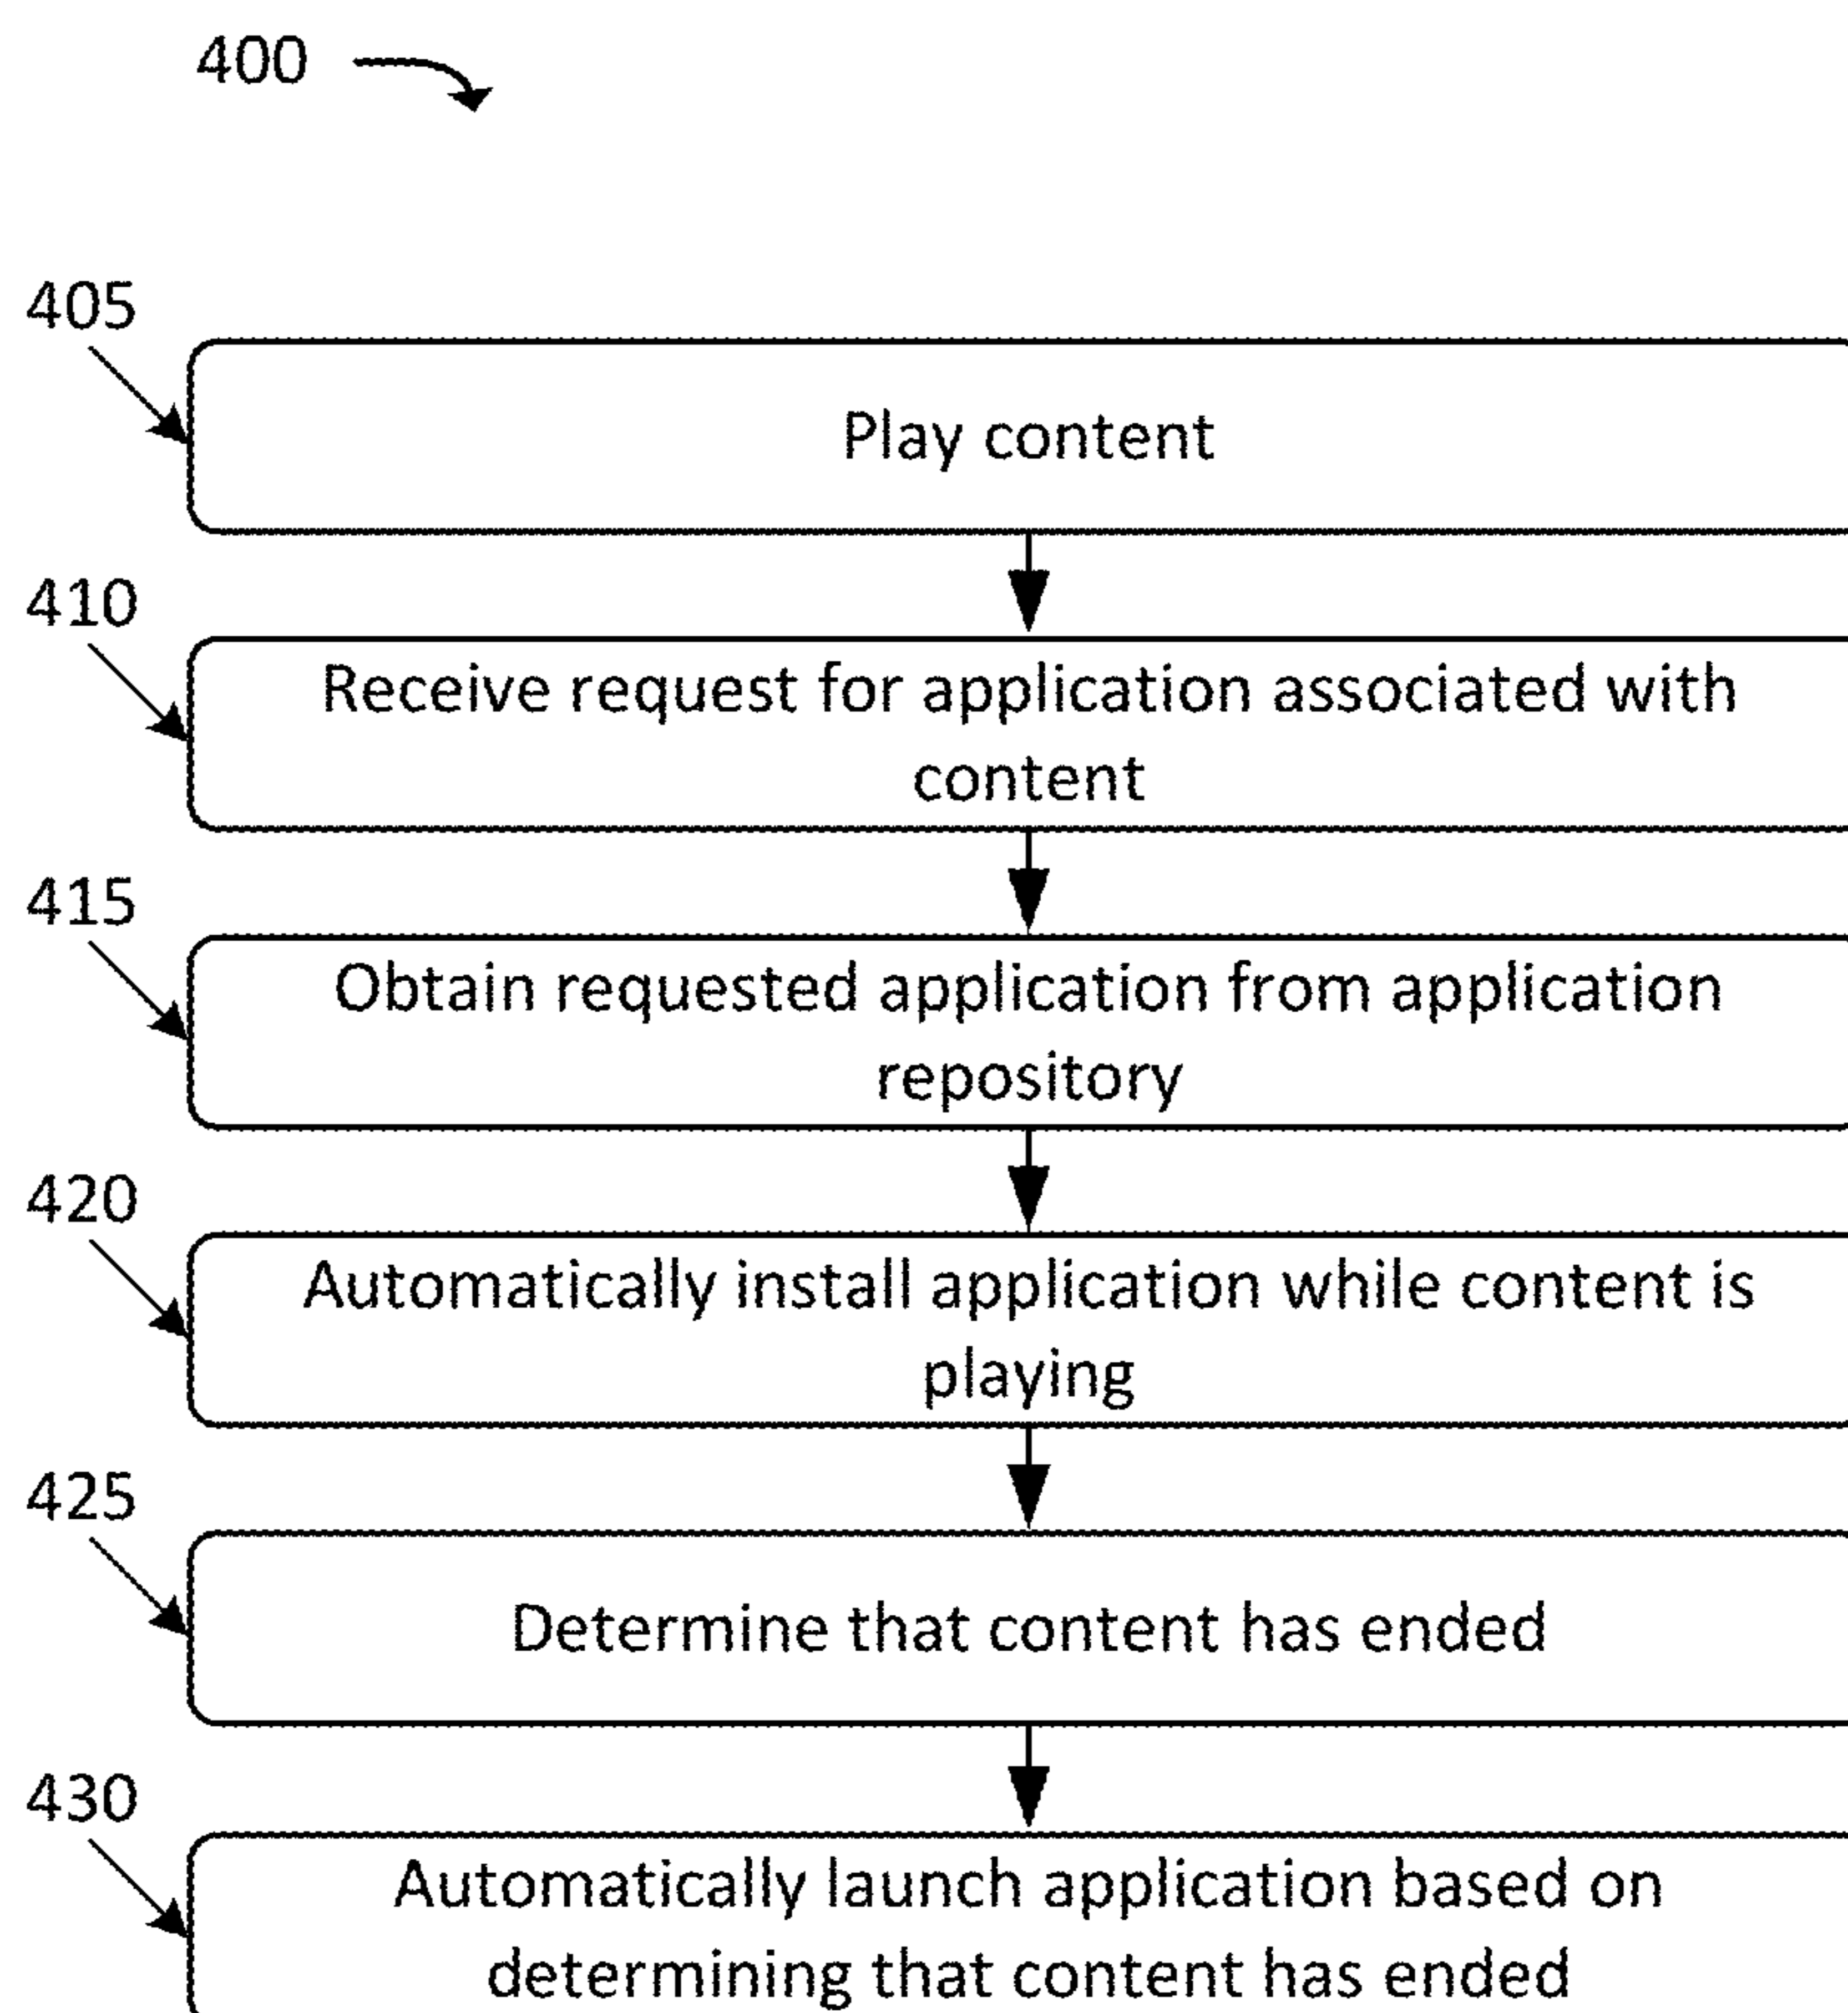 400
405
Play content
410
Receive request for application associated with
content
415
Obtain requested application from application
repository
420
Automatically install application while content is
playing
425
Determine that content has ended
430
Automatically launch application based on
determining that content has ended